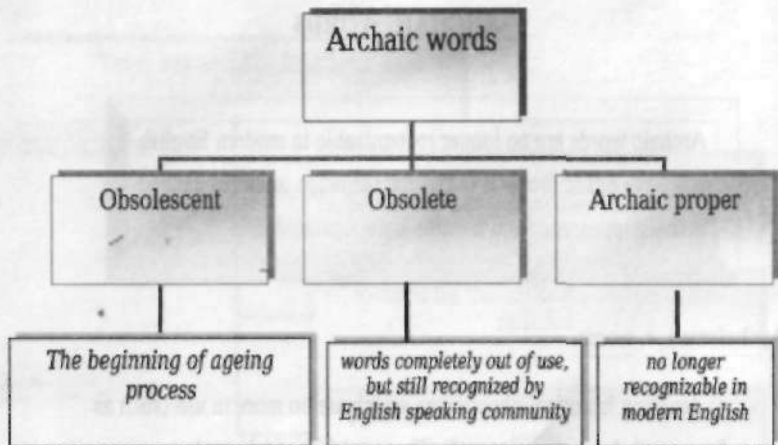 Archaic words
Obsolescent
Obsolete
Archaic proper
The beginning of ageing
process
words completely out of use,
but still recognized by
English speaking community
no longer
recognizable in
modern English